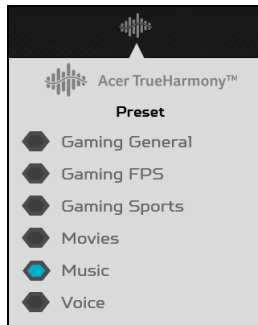 Acer TrueHarmony™
Preset
Gaming General
Gaming FPS
Gaming Sports
Movies
Music
Voice